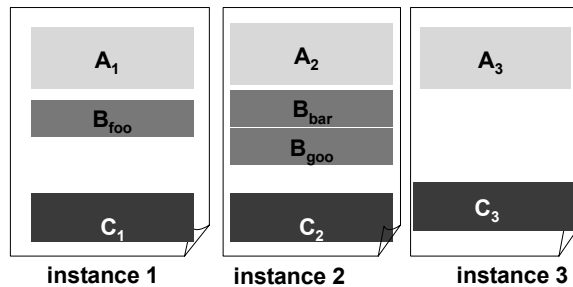 A1
Bfoo
C1
instance 1
A2
Bbar
Bgoo
C2
instance 2
A3
C3
instance 3